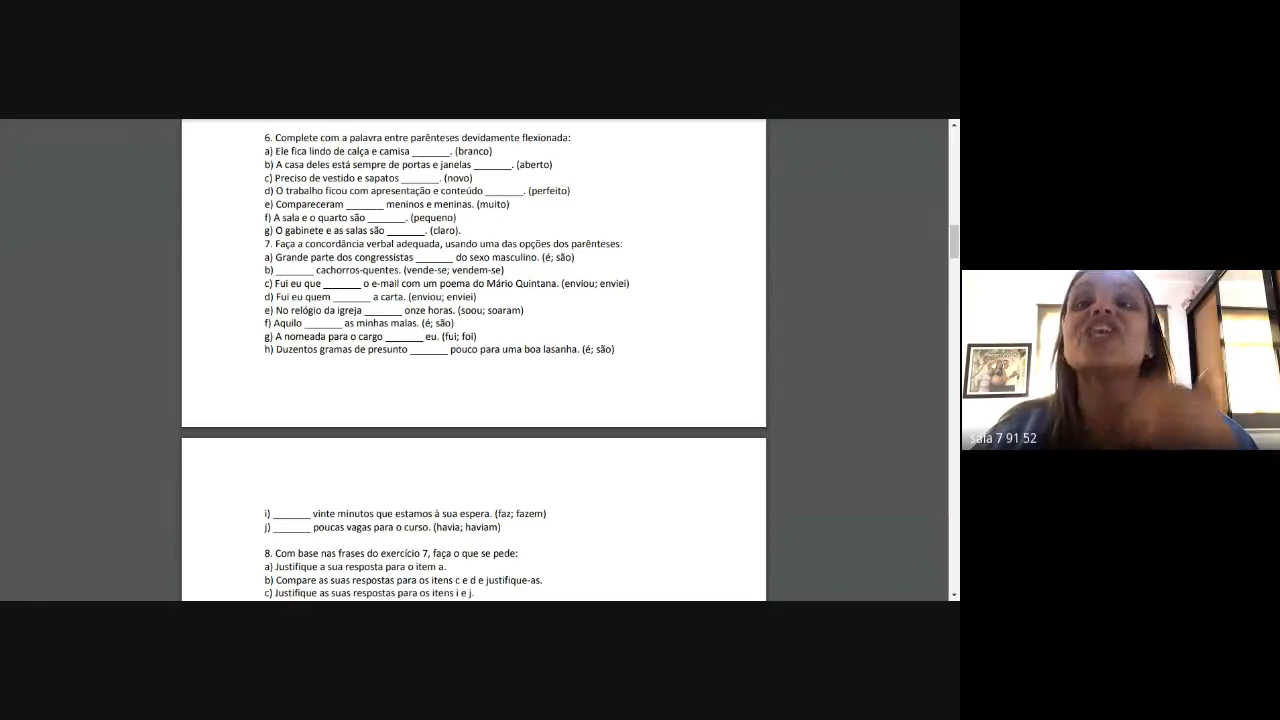 6. Complete com a palavra entre parênteses devidamente flexionada:
a) Ele fica lindo de calça e camisa _______. (branco)
b) A casa deles está sempre de portas e janelas _______. (aberto)
c) Preciso de vestido e sapatos _______. (novo)
d) O trabalho ficou com apresentação e conteúdo _______. (perfeito)
e) Compareceram _______ meninos e meninas. (muito)
f) A sala e o quarto são _______. (pequeno)
g) O gabinete e as salas são _______. (claro).
7. Faça a concordância verbal adequada, usando uma das opções dos parênteses:
a) Grande parte dos congressistas _______ do sexo masculino. (é; são)
b) _______ cachorros-quentes. (vende-se; vendem-se)
c) Fui eu que _______ o e-mail com um poema do Mário Quintana. (enviou; enviei)
d) Fui eu quem _______ a carta. (enviou; enviei)
e) No relógio da igreja _______ onze horas. (soou; soaram)
f) Aquilo _______ as minhas malas. (é; são)
g) A nomeada para o cargo _______ eu. (fui; foi)
h) Duzentos gramas de presunto _______ pouco para uma boa lasanha. (é; são)
i) _______ vinte minutos que estamos à sua espera. (faz; fazem)
j) _______ poucas vagas para o curso. (havia; haviam)
8. Com base nas frases do exercício 7, faça o que se pede:
a) Justifique a sua resposta para o item a.
b) Compare as suas respostas para os itens c e d e justifique-as.
c) Justifique as suas respostas para os itens i e j.
sala 7 91 52